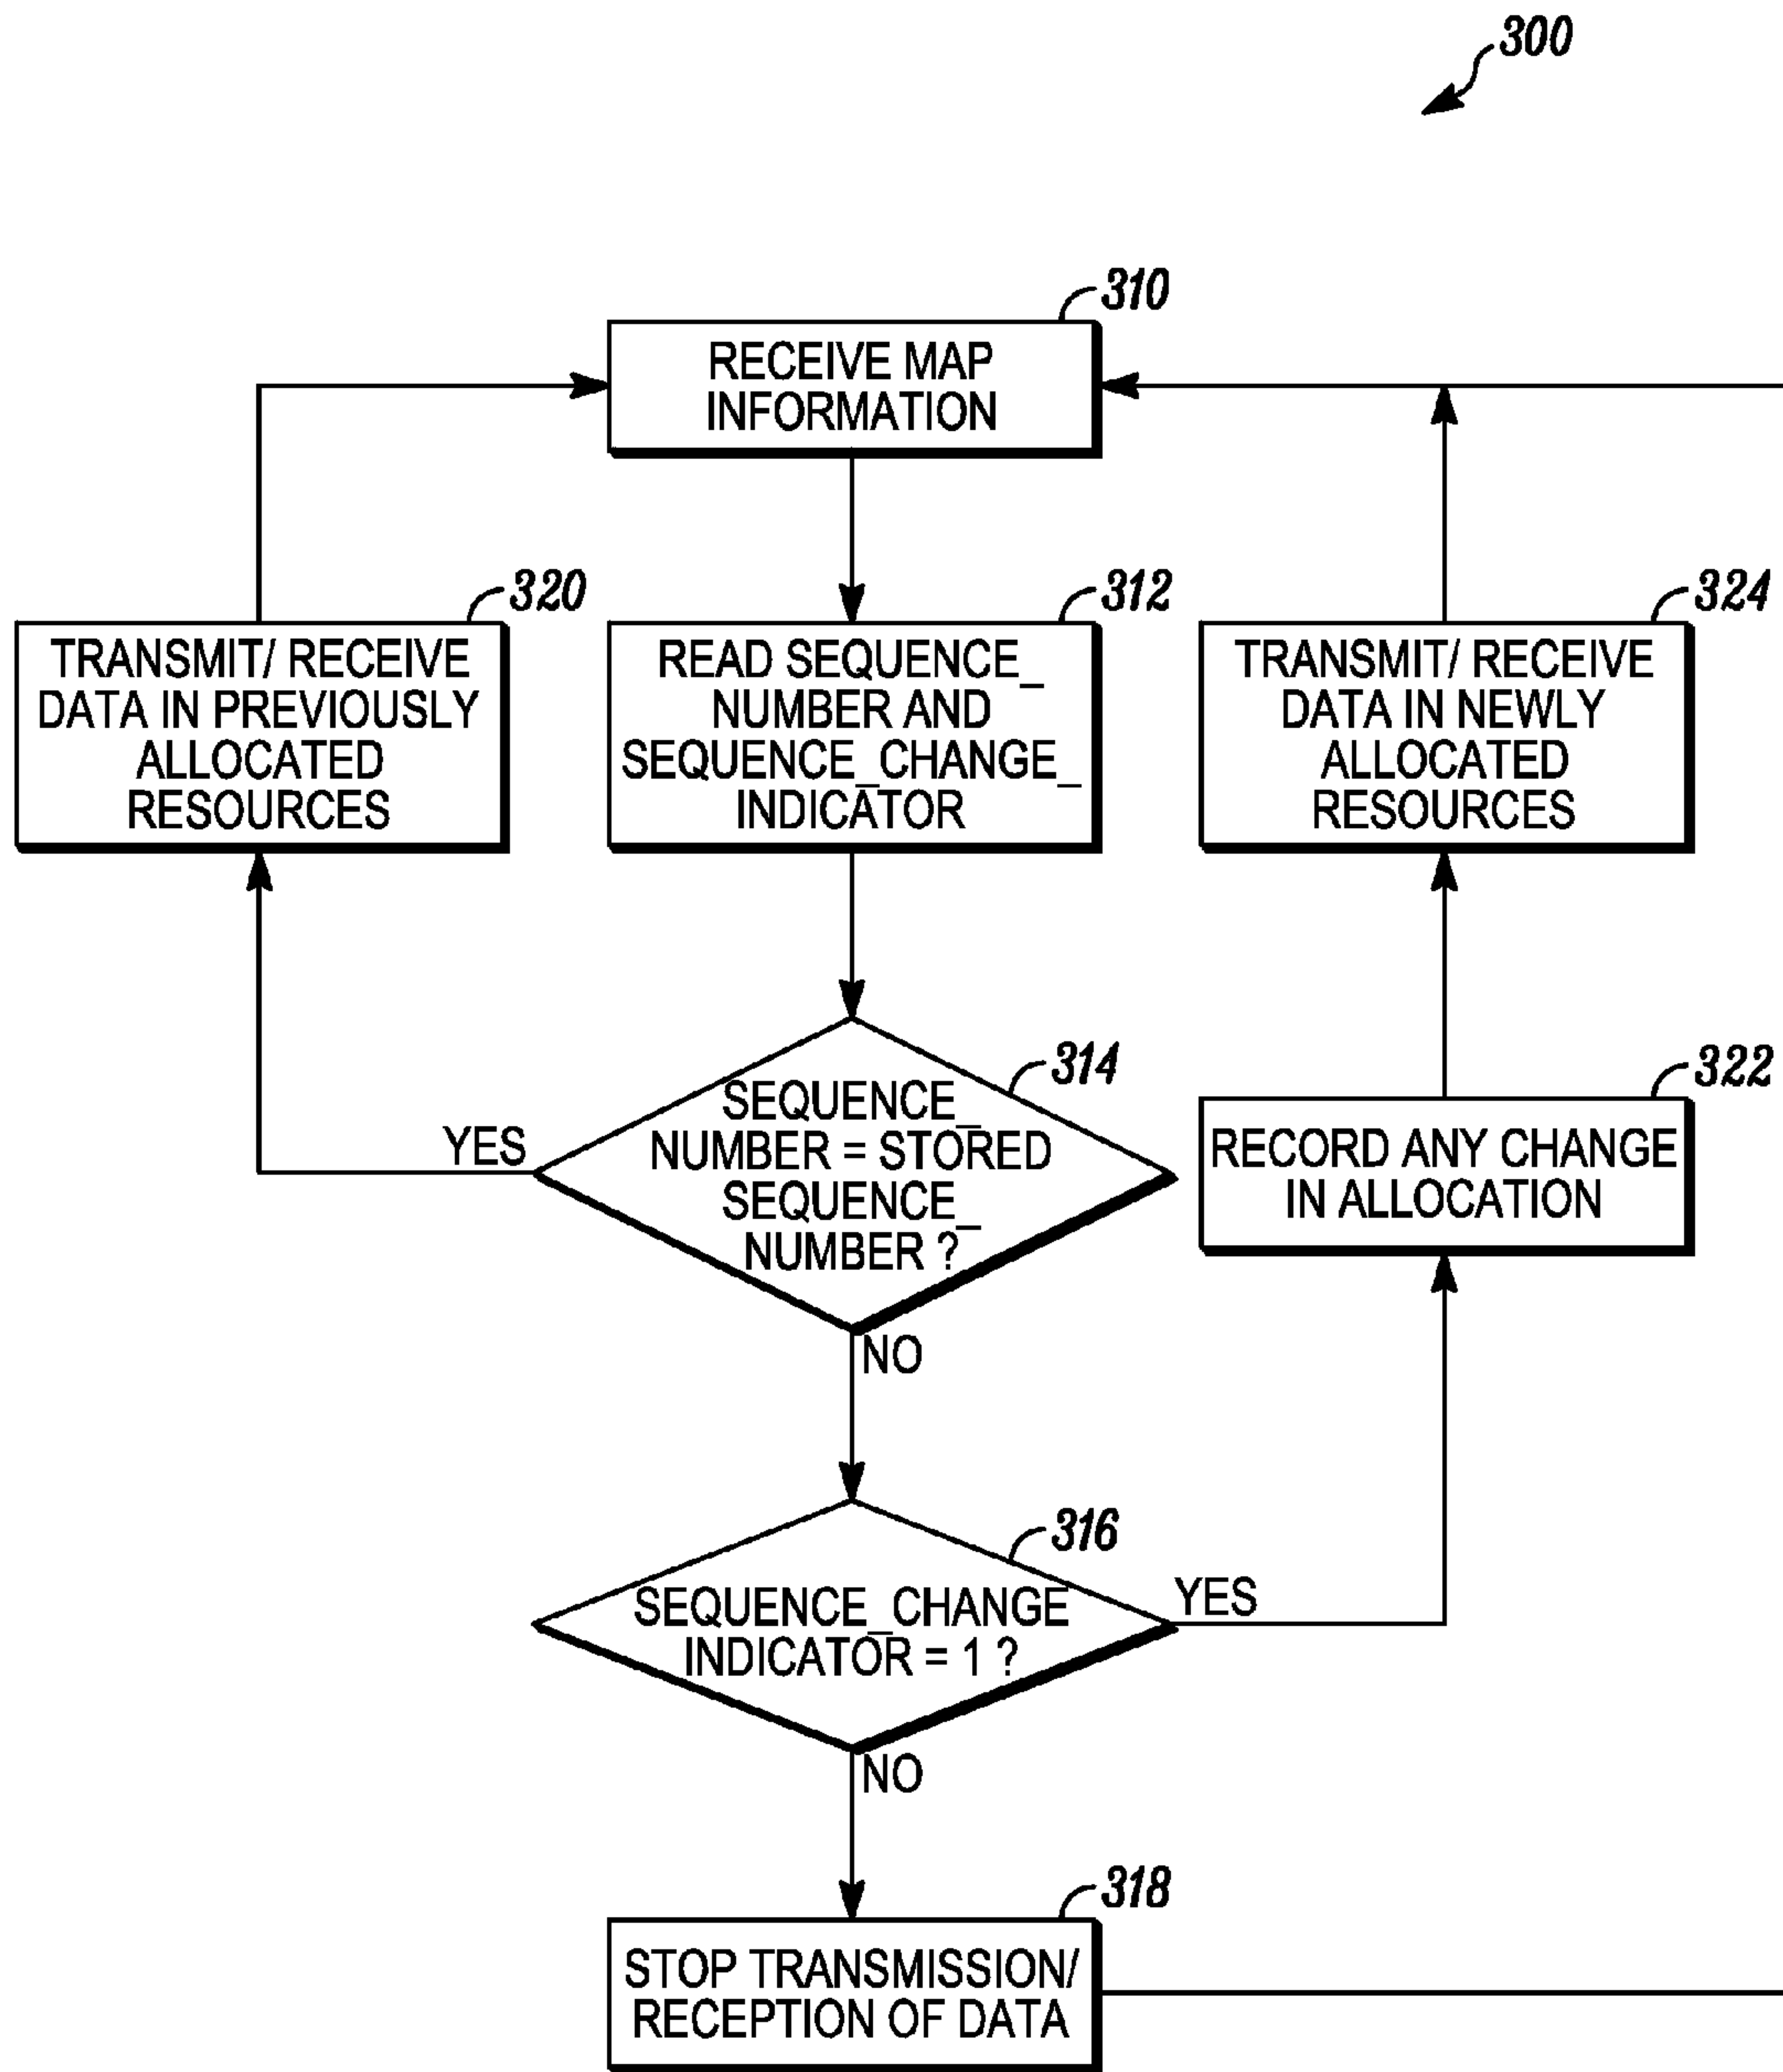 300
310
RECEIVE MAP
INFORMATION
320
TRANSMIT/ RECEIVE
DATA IN PREVIOUSLY
ALLOCATED
RESOURCES
312
READ SEQUENCE_
NUMBER AND
SEQUENCE_CHANGE_
INDICATOR
324
TRANSMIT/ RECEIVE
DATA IN NEWLY
ALLOCATED
RESOURCES
314
SEQUENCE_
NUMBER = STORED
SEQUENCE_
NUMBER ?
YES
NO
322
RECORD ANY CHANGE
IN ALLOCATION
316
SEQUENCE_CHANGE
INDICATOR = 1 ?
YES
NO
318
STOP TRANSMISSION/
RECEPTION OF DATA